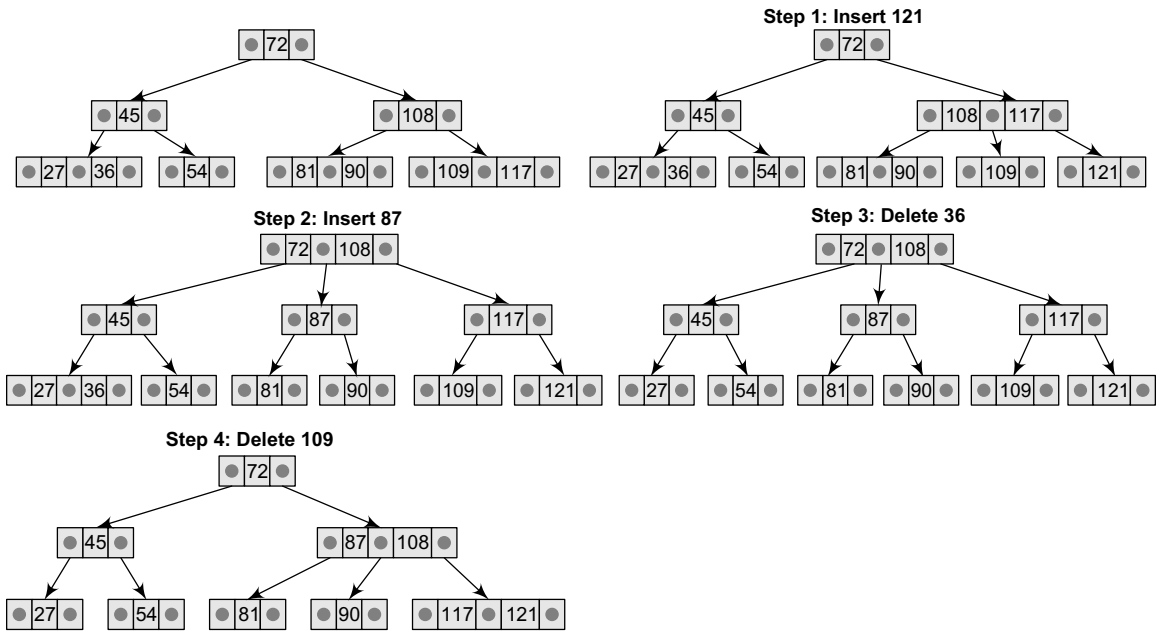 72
45 108
27 36 54 81 90 109 117
Step 1: Insert 121
72
45 108 117
27 36 54 81 90 109 121
Step 2: Insert 87
72 108
45 87 117
27 36 54 81 90 109 121
Step 3: Delete 36
72 108
45 87 117
27 54 81 90 109 121
Step 4: Delete 109
72
45 87 108
27 54 81 90 117 121